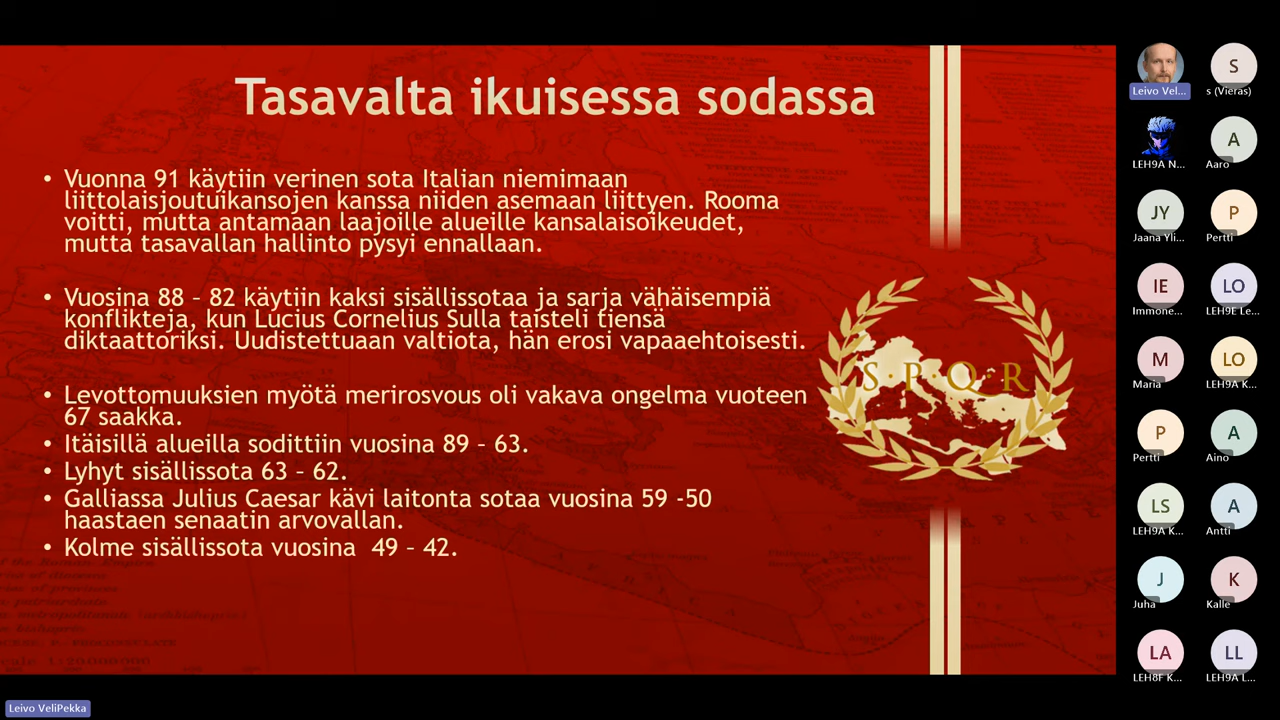 Tasavalta ikuisessa sodassa
• Vuonna 91 käytiin verinen sota Italian niemimaan
liittolaisjoutuikansojen kanssa niiden asemaan liittyen. Rooma
voitti, mutta antamaan laajoille alueille kansalaisoikeudet,
mutta tasavallan hallinto pysyi ennallaan.
• Vuosina 88 – 82 käytiin kaksi sisällissotaa ja sarja vähäisempiä
konflikteja, kun Lucius Cornelius Sulla taisteli tiensä
diktaattoriksi. Uudistettuaan valtiota, hän erosi vapaaehtoisesti.
• Levottomuuksien myötä merirosvous oli vakava ongelma vuoteen
67 saakka.
• Itäisillä alueilla sodittiin vuosina 89 – 63.
• Lyhyt sisällissota 63 – 62.
• Galliassa Julius Caesar kävi laitonta sotaa vuosina 59 -50
haastaen senaatin arvovallan.
• Kolme sisällissota vuosina 49 – 42.
S·P·Q·R
Leivo Vel...
S
s (Vieras)
LEH9A N...
A
Aaro
JY
Jaana Yli...
P
Pertti
IE
Immone...
LO
LEH9E Le...
M
Maria
LO
LEH9A K...
P
Pertti
A
Aino
LS
LEH9A K...
A
Antti
J
Juha
K
Kalle
LA
LEH8F K...
LL
LEH9A L...
Leivo VeliPekka